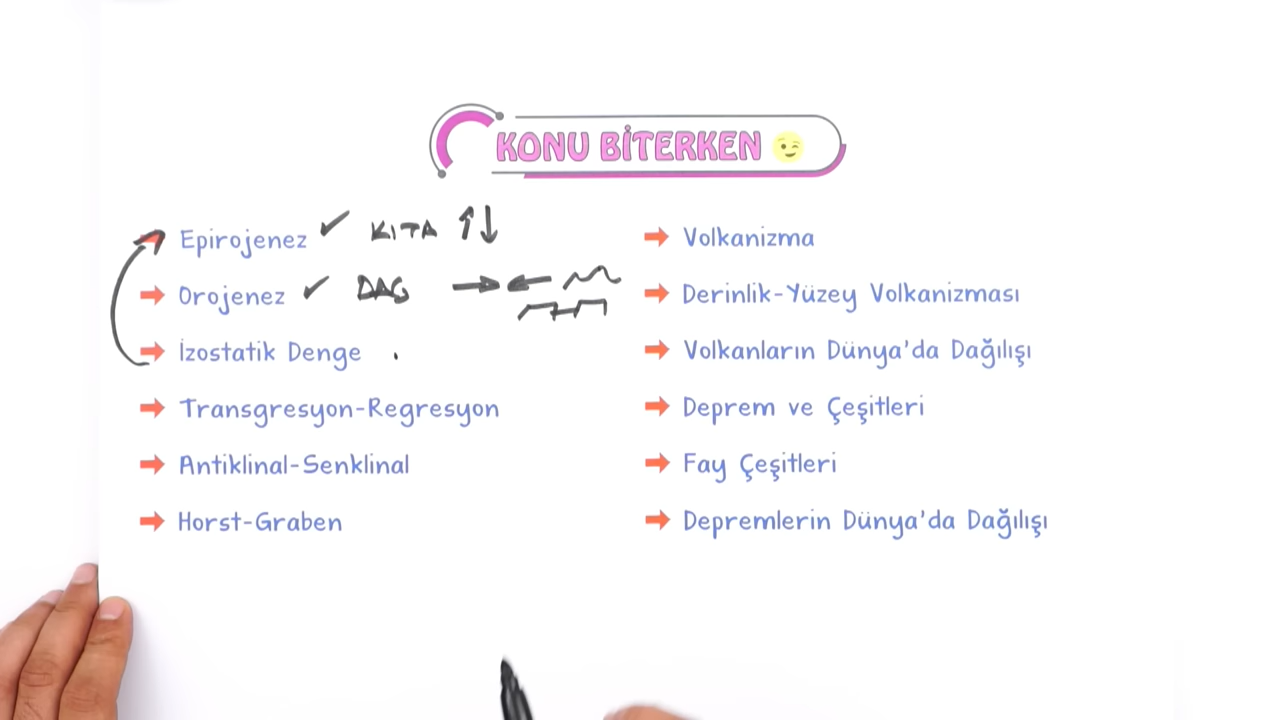 KONU BİTERKEN
Epirojenez ✓ KITA ↑↓
Orojenez ✓ DAĞ → ←
İzostatik Denge
Transgresyon-Regresyon
Antiklinal-Senklinal
Horst-Graben
Volkanizma
Derinlik-Yüzey Volkanizması
Volkanların Dünya'da Dağılışı
Deprem ve Çeşitleri
Fay Çeşitleri
Depremlerin Dünya'da Dağılışı